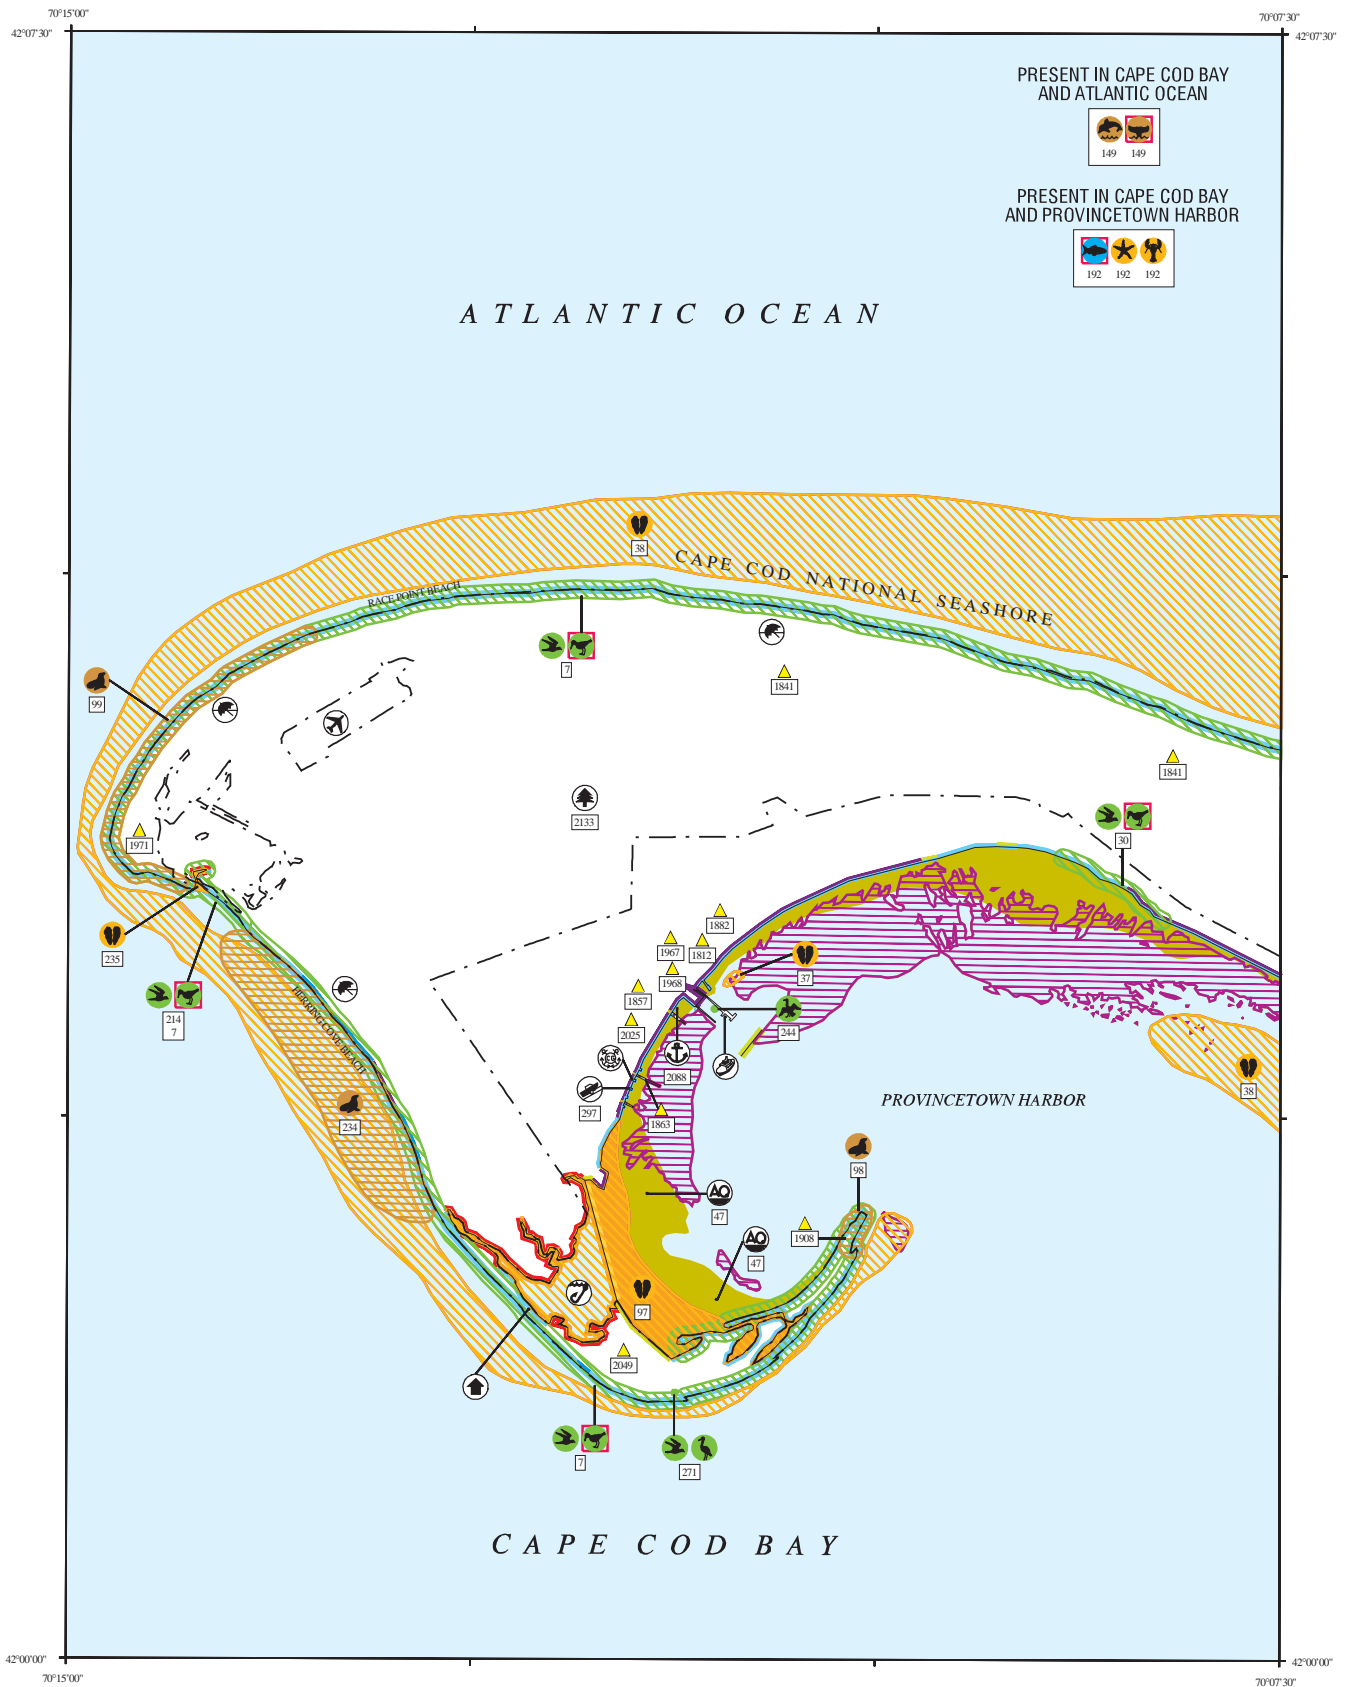 70°15'00"
70°07'30"
42°07'30"
42°07'30"
PRESENT IN CAPE COD BAY
AND ATLANTIC OCEAN
149 149
PRESENT IN CAPE COD BAY
AND PROVINCETOWN HARBOR
192 192 192
ATLANTIC OCEAN
38
CAPE COD NATIONAL SEASHORE
RACE POINT BEACH
7
1841
99
1841
2133
1971
30
1882
235
1967
1812
37
1968
214
7
1857
HERRING COVE BEACH
2025
244
CG
2088
38
297
PROVINCETOWN HARBOR
1863
234
98
AQ
47
1908
AQ
47
97
2049
7
271
CAPE COD BAY
42°00'00"
42°00'00"
70°15'00"
70°07'30"